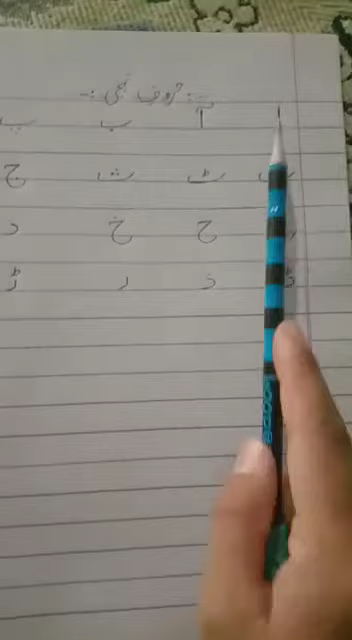 حروف تہجی :-
ا آ ب پ
ٹ ث ج
ح خ د
ڈ ذ ر ڑ